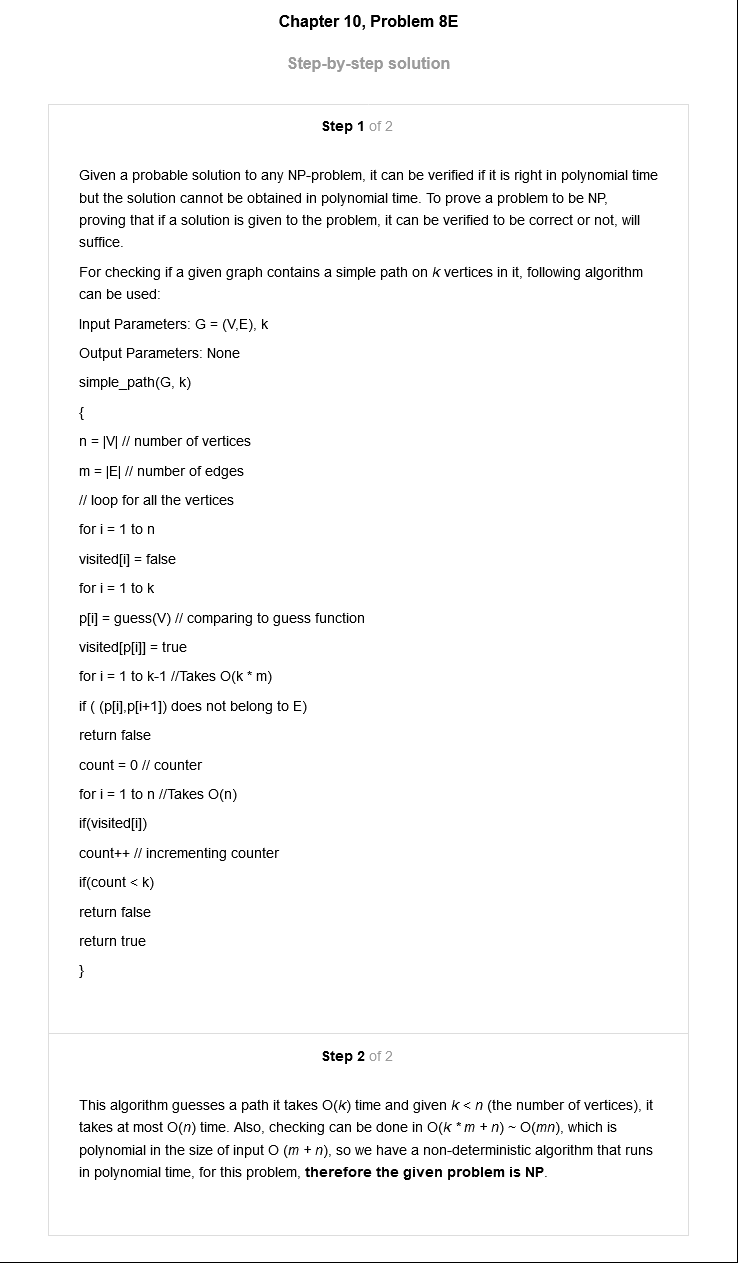 Chapter 10, Problem 8E
Step-by-step solution
Step 1 of 2
Given a probable solution to any NP-problem, it can be verified if it is right in polynomial time
but the solution cannot be obtained in polynomial time. To prove a problem to be NP,
proving that if a solution is given to the problem, it can be verified to be correct or not, will
suffice.
For checking if a given graph contains a simple path on k vertices in it, following algorithm
can be used:
Input Parameters: G = (V,E), k
Output Parameters: None
simple_path(G, k)
{
n = |V| // number of vertices
m = |E| // number of edges
// loop for all the vertices
for i = 1 to n
visited[i] = false
for i = 1 to k
p[i] = guess(V) // comparing to guess function
visited[p[i]] = true
for i = 1 to k-1 //Takes O(k * m)
if ( (p[i],p[i+1]) does not belong to E)
return false
count = 0 // counter
for i = 1 to n //Takes O(n)
if(visited[i])
count++ // incrementing counter
if(count < k)
return false
return true
}
Step 2 of 2
This algorithm guesses a path it takes O(k) time and given k < n (the number of vertices), it
takes at most O(n) time. Also, checking can be done in O(k * m + n) ~ O(mn), which is
polynomial in the size of input O (m + n), so we have a non-deterministic algorithm that runs
in polynomial time, for this problem, therefore the given problem is NP.